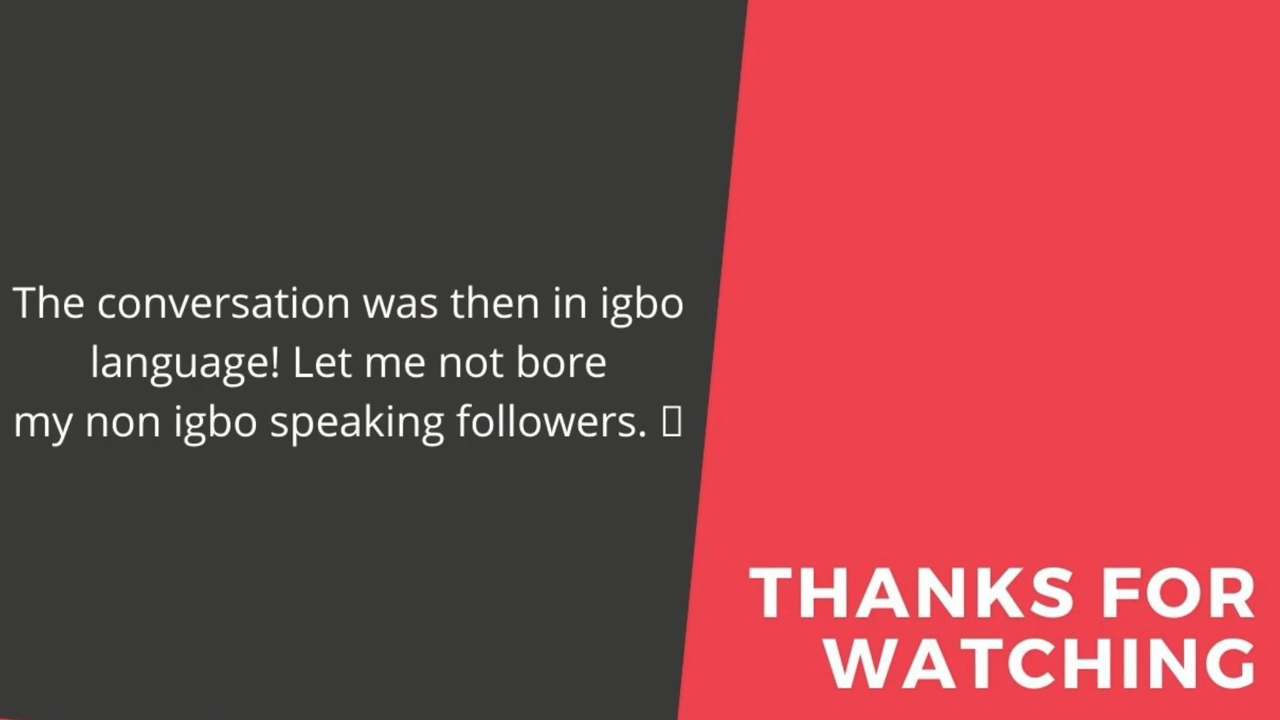 The conversation was then in igbo
language! Let me not bore
my non igbo speaking followers. 
THANKS FOR
WATCHING